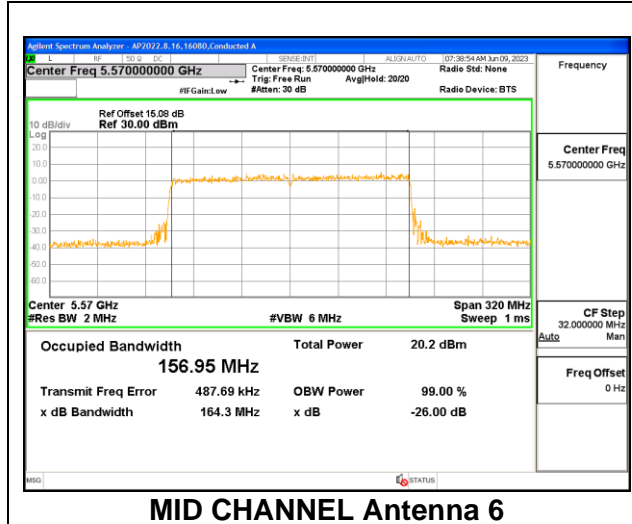 Agilent Spectrum Analyzer - AP2022.8.16,16080,Conducted A
L RF 50 Ω DC SENSE:INT ALIGN AUTO 07:38:54 AM Jun 09, 2023
Center Freq 5.570000000 GHz
Center Freq: 5.570000000 GHz
Radio Std: None
Trig: Free Run Avg|Hold: 20/20
#IFGain:Low #Atten: 30 dB Radio Device: BTS
Frequency
Ref Offset 15.08 dB
10 dB/div Ref 30.00 dBm
Log
20.0
10.0
0.00
-10.0
-20.0
-30.0
-40.0
-50.0
-60.0
Center 5.57 GHz Span 320 MHz
#Res BW 2 MHz #VBW 6 MHz Sweep 1 ms
Occupied Bandwidth Total Power 20.2 dBm
156.95 MHz
Transmit Freq Error 487.69 kHz OBW Power 99.00 %
x dB Bandwidth 164.3 MHz x dB -26.00 dB
Center Freq
5.570000000 GHz
CF Step
32.000000 MHz
Auto Man
Freq Offset
0 Hz
MSG STATUS
MID CHANNEL Antenna 6